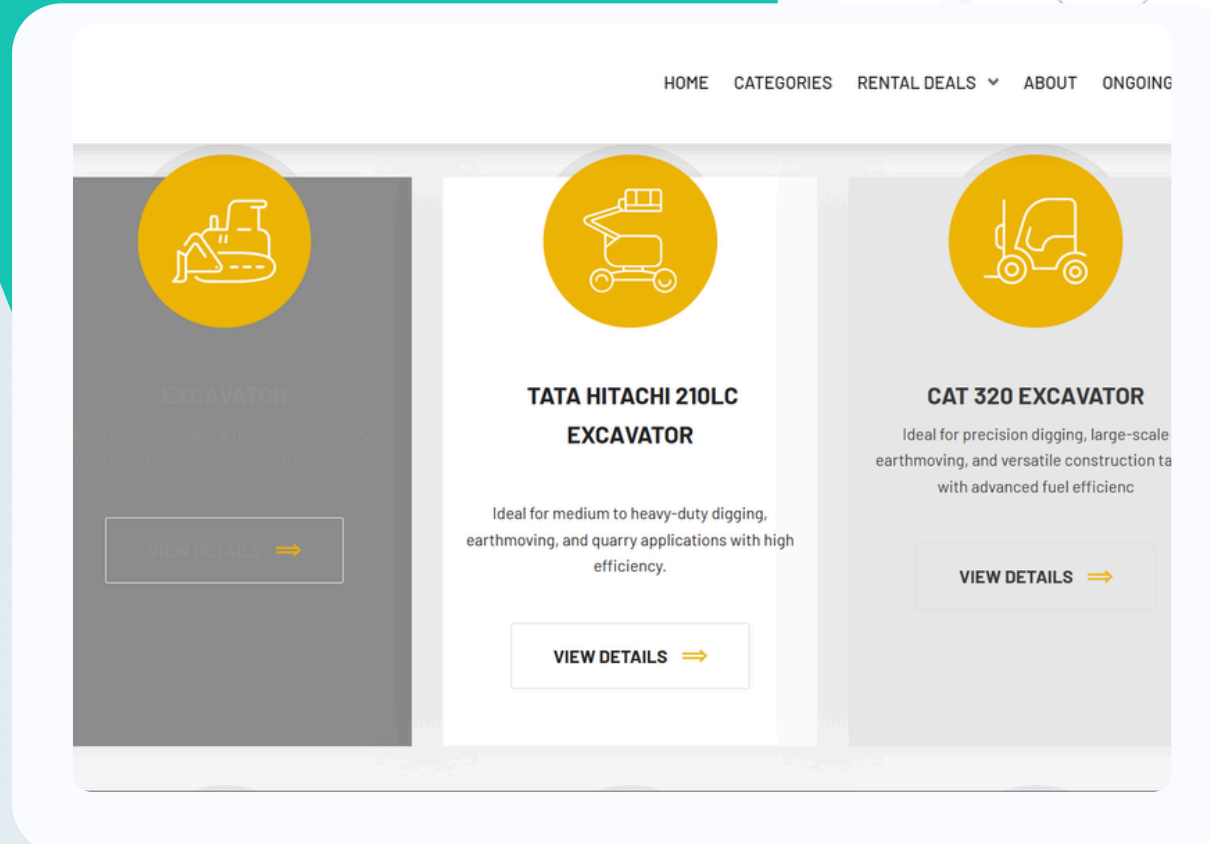 HOME CATEGORIES RENTAL DEALS ABOUT ONGOING
EXCAVATOR
VIEW DETAILS
TATA HITACHI 210LC
EXCAVATOR
Ideal for medium to heavy-duty digging,
earthmoving, and quarry applications with high
efficiency.
VIEW DETAILS
CAT 320 EXCAVATOR
Ideal for precision digging, large-scale
earthmoving, and versatile construction ta
with advanced fuel efficienc
VIEW DETAILS